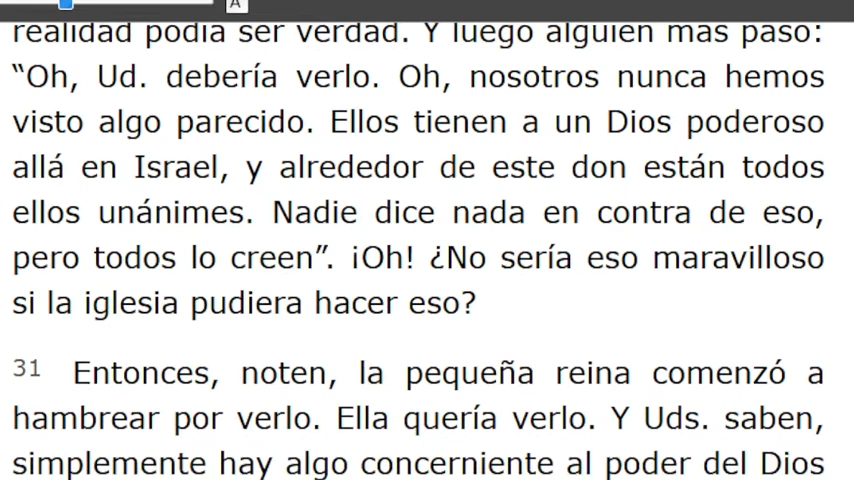 A
realidad podía ser verdad. Y luego alguien más pasó:
“Oh, Ud. debería verlo. Oh, nosotros nunca hemos
visto algo parecido. Ellos tienen a un Dios poderoso
allá en Israel, y alrededor de este don están todos
ellos unánimes. Nadie dice nada en contra de eso,
pero todos lo creen”. ¡Oh! ¿No sería eso maravilloso
si la iglesia pudiera hacer eso?
31 Entonces, noten, la pequeña reina comenzó a
hambrear por verlo. Ella quería verlo. Y Uds. saben,
simplemente hay algo concerniente al poder del Dios